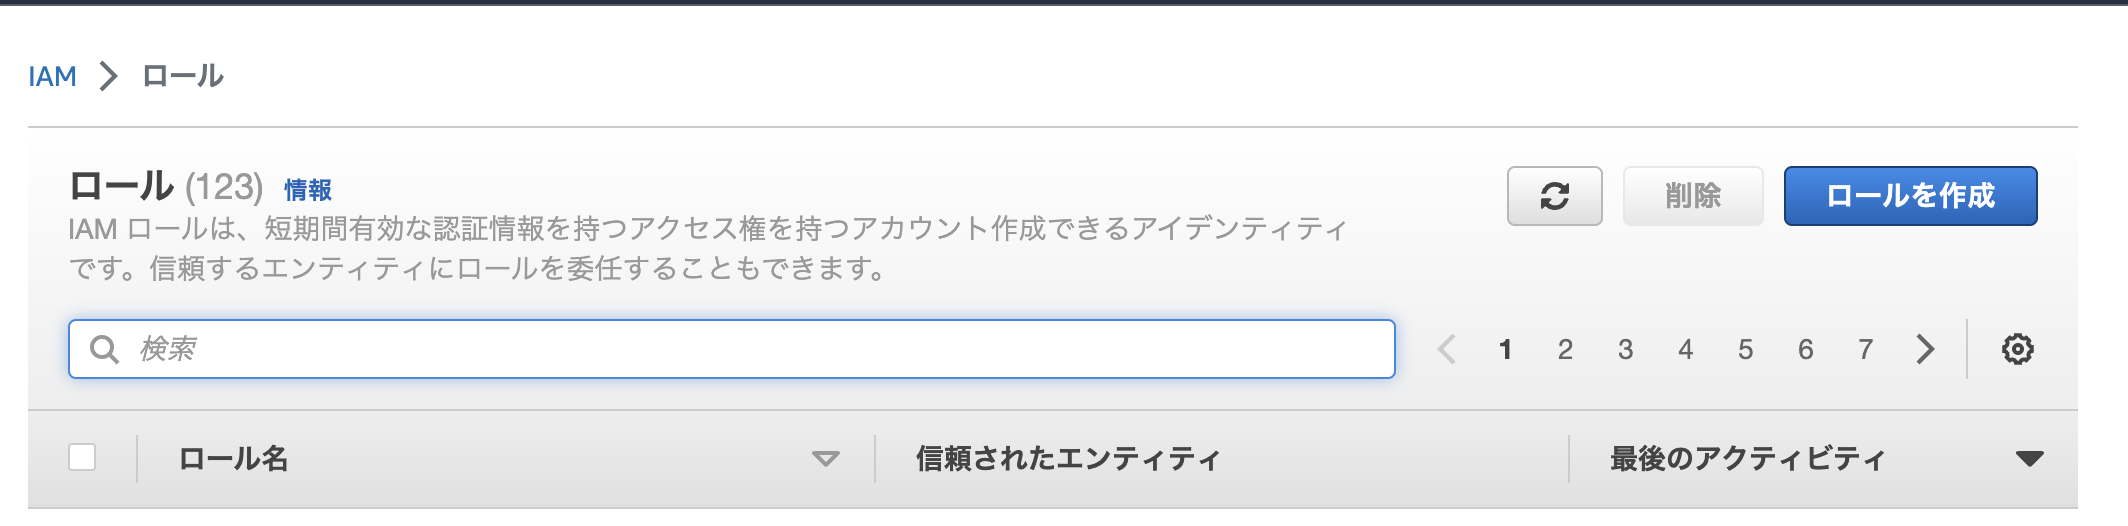 IAM ロール
ロール (123) 情報
IAM ロールは、短期間有効な認証情報を持つアクセス権を持つアカウント作成できるアイデンティティ
です。信頼するエンティティにロールを委任することもできます。
削除
ロールを作成
検索
1 2 3 4 5 6 7
ロール名 信頼されたエンティティ 最後のアクティビティ